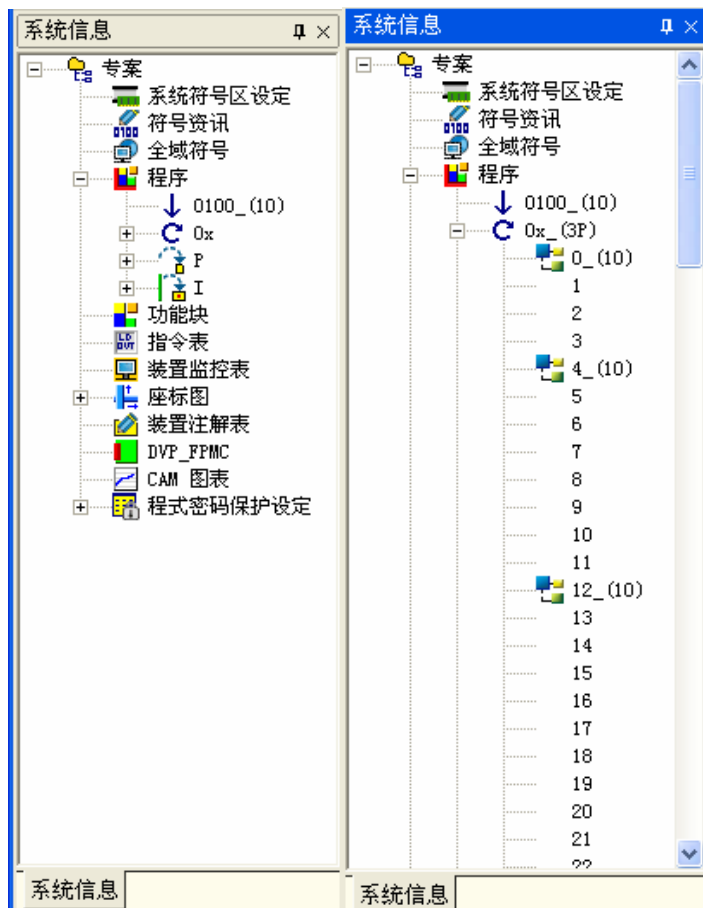 系统信息
专案
系统符号区设定
符号资讯
全域符号
程序
0100_(10)
0x
P
I
功能块
指令表
装置监控表
座标图
装置注解表
DVP_FPMC
CAM 图表
程式密码保护设定
系统信息
系统信息
专案
系统符号区设定
符号资讯
全域符号
程序
0100_(10)
0x_(3P)
0_(10)
1
2
3
4_(10)
5
6
7
8
9
10
11
12_(10)
13
14
15
16
17
18
19
20
21
22
系统信息